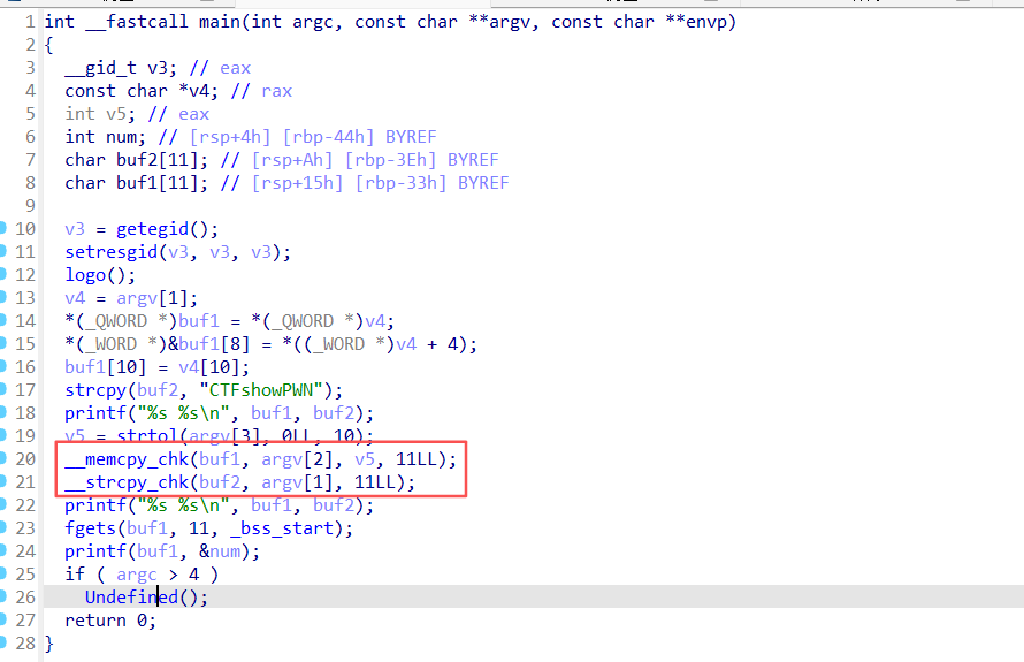 1 int __fastcall main(int argc, const char **argv, const char **envp)
2 {
3 __gid_t v3; // eax
4 const char *v4; // rax
5 int v5; // eax
6 int num; // [rsp+4h] [rbp-44h] BYREF
7 char buf2[11]; // [rsp+Ah] [rbp-3Eh] BYREF
8 char buf1[11]; // [rsp+15h] [rbp-33h] BYREF
9
10 v3 = getegid();
11 setresgid(v3, v3, v3);
12 logo();
13 v4 = argv[1];
14 *(_QWORD *)buf1 = *(_QWORD *)v4;
15 *(_WORD *)&buf1[8] = *((_WORD *)v4 + 4);
16 buf1[10] = v4[10];
17 strcpy(buf2, "CTFshowPWN");
18 printf("%s %s\n", buf1, buf2);
19 v5 = strtol(argv[3], 0LL, 10);
20 __memcpy_chk(buf1, argv[2], v5, 11LL);
21 __strcpy_chk(buf2, argv[1], 11LL);
22 printf("%s %s\n", buf1, buf2);
23 fgets(buf1, 11, _bss_start);
24 printf(buf1, &num);
25 if ( argc > 4 )
26 Undefined();
27 return 0;
28 }